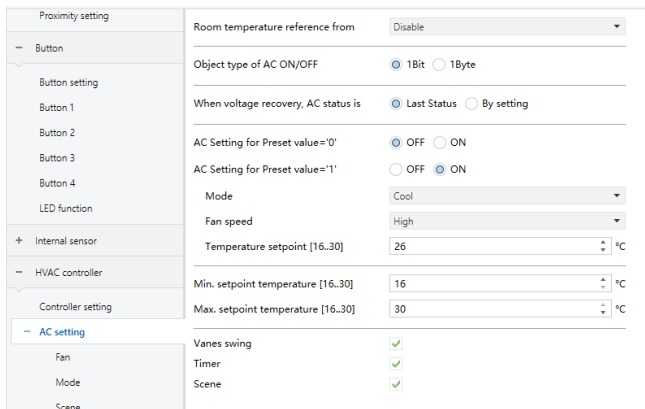 Proximity setting
Button
Button setting
Button 1
Button 2
Button 3
Button 4
LED function
Internal sensor
HVAC controller
Controller setting
AC setting
Fan
Mode
Scene
Room temperature reference from Disable
Object type of AC ON/OFF 1Bit 1Byte
When voltage recovery, AC status is Last Status By setting
AC Setting for Preset value='0' OFF ON
AC Setting for Preset value='1' OFF ON
Mode Cool
Fan speed High
Temperature setpoint [16..30] 26 °C
Min. setpoint temperature [16..30] 16 °C
Max. setpoint temperature [16..30] 30 °C
Vanes swing
Timer
Scene